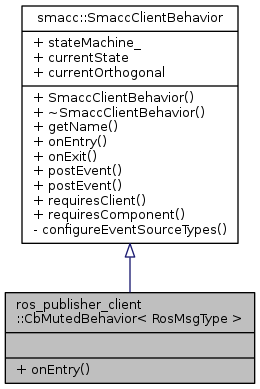 smacc::SmaccClientBehavior
+ stateMachine_
+ currentState
+ currentOrthogonal
+ SmaccClientBehavior()
+ ~SmaccClientBehavior()
+ getName()
+ onEntry()
+ onExit()
+ postEvent()
+ postEvent()
+ requiresClient()
+ requiresComponent()
- configureEventSourceTypes()
ros_publisher_client
::CbMutedBehavior< RosMsgType >
+ onEntry()